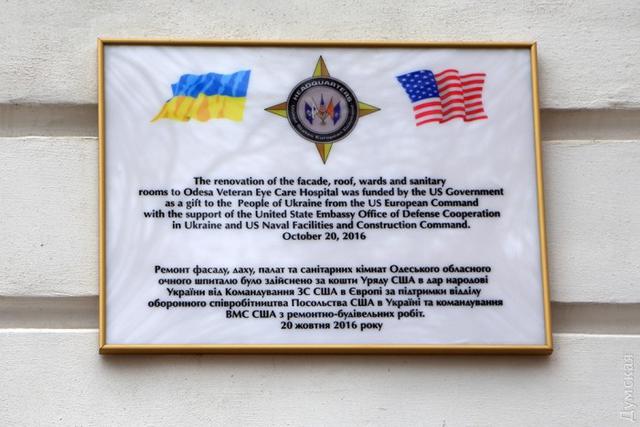 HEADQUARTERS
United States European Command
The renovation of the facade, roof, wards and sanitary
rooms to Odesa Veteran Eye Care Hospital was funded by the US Government
as a gift to the People of Ukraine from the US European Command
with the support of the United State Embassy Office of Defense Cooperation
in Ukraine and US Naval Facilities and Construction Command.
October 20, 2016
Ремонт фасаду, даху, палат та санітарних кімнат Одеського обласного
очного шпиталю було здійснено за кошти Уряду США в дар народові
України від Командування ЗС США в Європі за підтримки відділу
оборонного співробітництва Посольства США в Україні та командування
ВМС США з ремонтно-будівельних робіт.
20 жовтня 2016 року
Думская